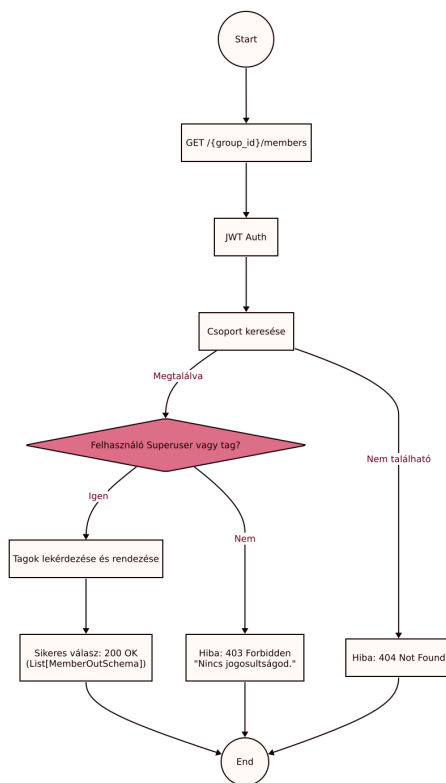 Start
GET /{group_id}/members
JWT Auth
Csoport keresése
Megtalálva
Felhasználó Superuser vagy tag?
Nem található
Igen
Nem
Tagok lekérdezése és rendezése
Sikeres válasz: 200 OK
(List[MemberOutSchema])
Hiba: 403 Forbidden
"Nincs jogosultságod."
Hiba: 404 Not Found
End